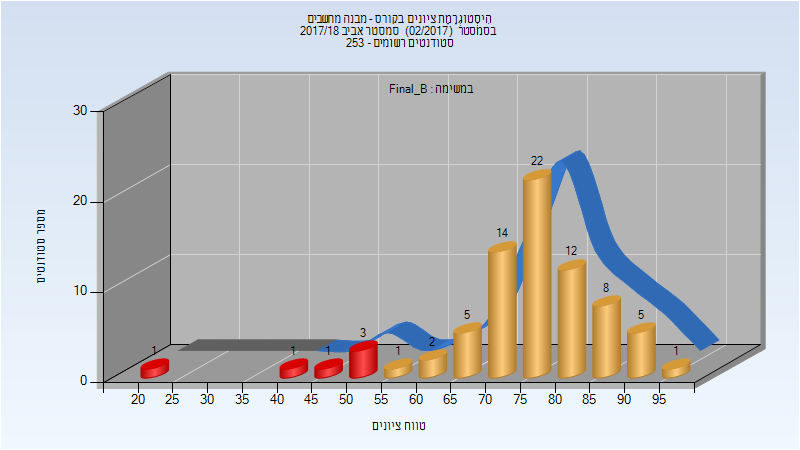 היסטוגרמת ציונים בקורס - מבנה מחשבים
בסמסטר (02/2017) סמסטר אביב 2017/18
סטודנטים רשומים - 253
במשימה : Final_B
30
20
10
0
מספר סטודנטים
1
1
1
3
1
2
5
14
22
12
8
5
1
20 25 30 35 40 45 50 55 60 65 70 75 80 85 90 95
טווח ציונים